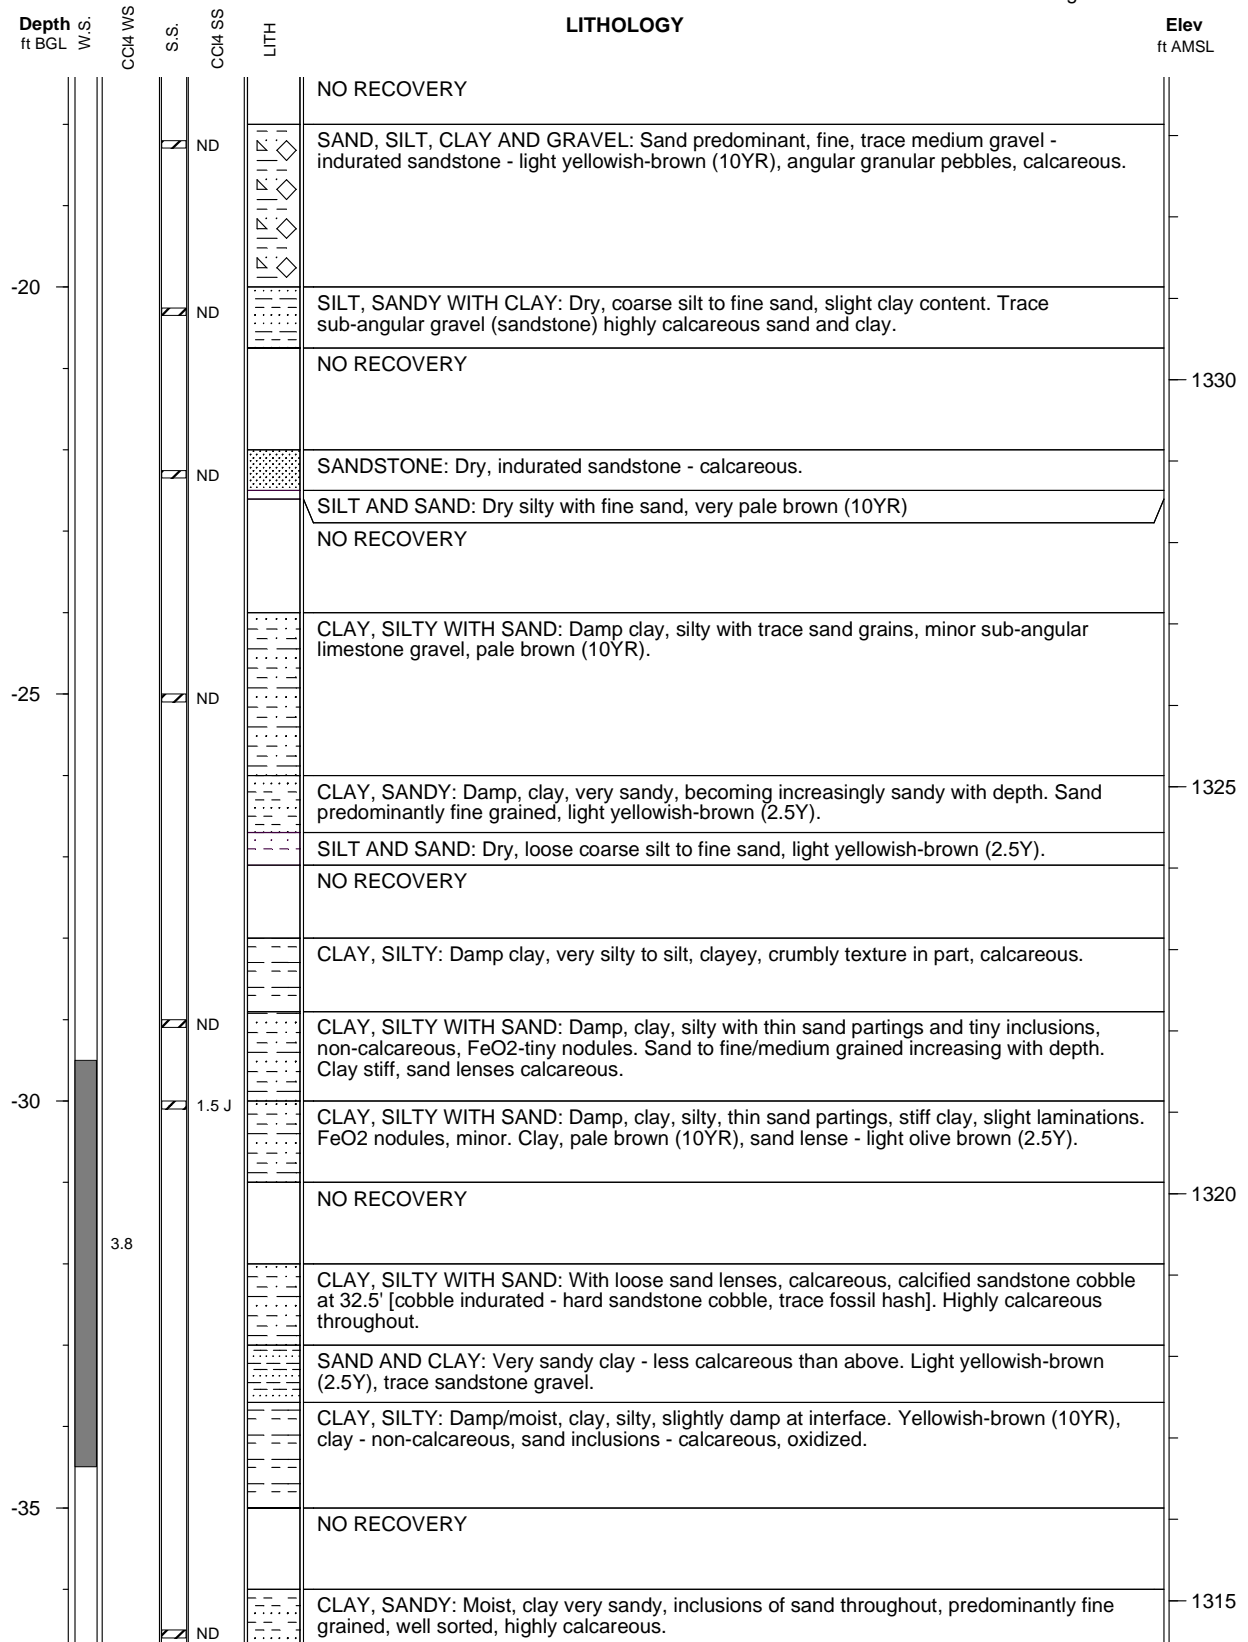 Depth
ft BGL
W.S.
CCl4 WS
S.S.
CCl4 SS
LITH
LITHOLOGY
Elev
ft AMSL
NO RECOVERY
ND
SAND, SILT, CLAY AND GRAVEL: Sand predominant, fine, trace medium gravel -
indurated sandstone - light yellowish-brown (10YR), angular granular pebbles, calcareous.
-20
ND
SILT, SANDY WITH CLAY: Dry, coarse silt to fine sand, slight clay content. Trace
sub-angular gravel (sandstone) highly calcareous sand and clay.
NO RECOVERY
1330
ND
SANDSTONE: Dry, indurated sandstone - calcareous.
SILT AND SAND: Dry silty with fine sand, very pale brown (10YR)
NO RECOVERY
CLAY, SILTY WITH SAND: Damp clay, silty with trace sand grains, minor sub-angular
limestone gravel, pale brown (10YR).
-25
ND
CLAY, SANDY: Damp, clay, very sandy, becoming increasingly sandy with depth. Sand
predominantly fine grained, light yellowish-brown (2.5Y).
1325
SILT AND SAND: Dry, loose coarse silt to fine sand, light yellowish-brown (2.5Y).
NO RECOVERY
CLAY, SILTY: Damp clay, very silty to silt, clayey, crumbly texture in part, calcareous.
ND
CLAY, SILTY WITH SAND: Damp, clay, silty with thin sand partings and tiny inclusions,
non-calcareous, FeO2-tiny nodules. Sand to fine/medium grained increasing with depth.
Clay stiff, sand lenses calcareous.
-30
1.5 J
CLAY, SILTY WITH SAND: Damp, clay, silty, thin sand partings, stiff clay, slight laminations.
FeO2 nodules, minor. Clay, pale brown (10YR), sand lense - light olive brown (2.5Y).
NO RECOVERY
1320
3.8
CLAY, SILTY WITH SAND: With loose sand lenses, calcareous, calcified sandstone cobble
at 32.5' [cobble indurated - hard sandstone cobble, trace fossil hash]. Highly calcareous
throughout.
SAND AND CLAY: Very sandy clay - less calcareous than above. Light yellowish-brown
(2.5Y), trace sandstone gravel.
CLAY, SILTY: Damp/moist, clay, silty, slightly damp at interface. Yellowish-brown (10YR),
clay - non-calcareous, sand inclusions - calcareous, oxidized.
-35
NO RECOVERY
1315
CLAY, SANDY: Moist, clay very sandy, inclusions of sand throughout, predominantly fine
grained, well sorted, highly calcareous.
ND